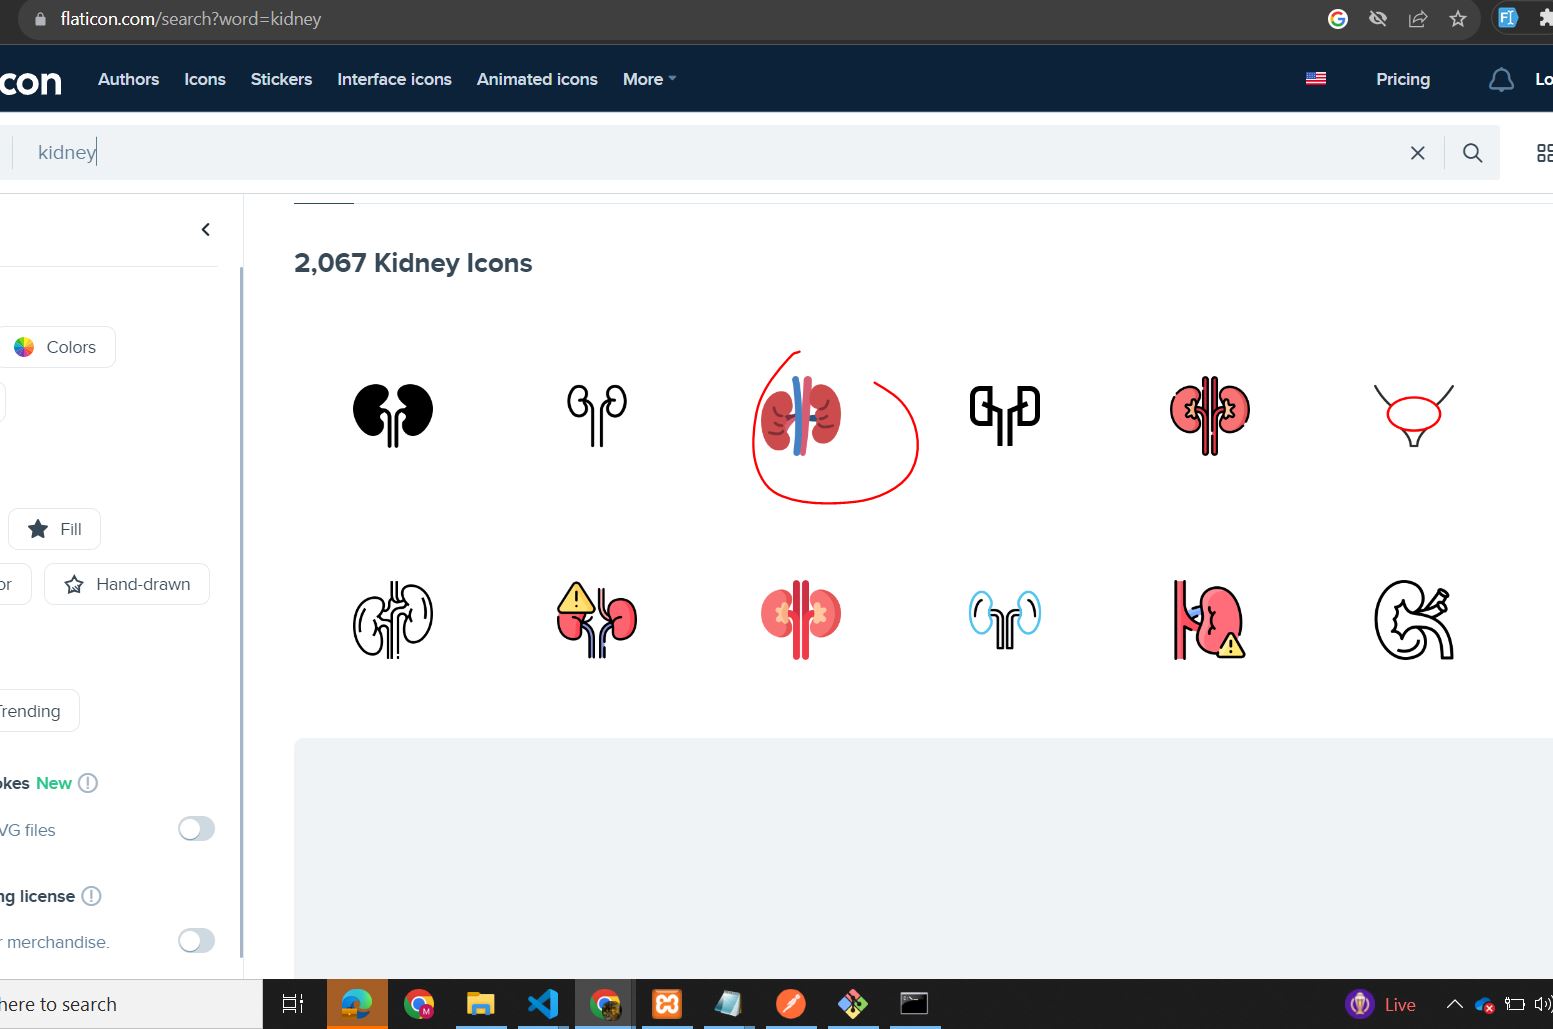 flaticon.com/search?word=kidney
con Authors Icons Stickers Interface icons Animated icons More Pricing Lo
kidney
2,067 Kidney Icons
Colors
Fill
or Hand-drawn
Trending
okes New
VG files
ng license
r merchandise.
here to search
Live